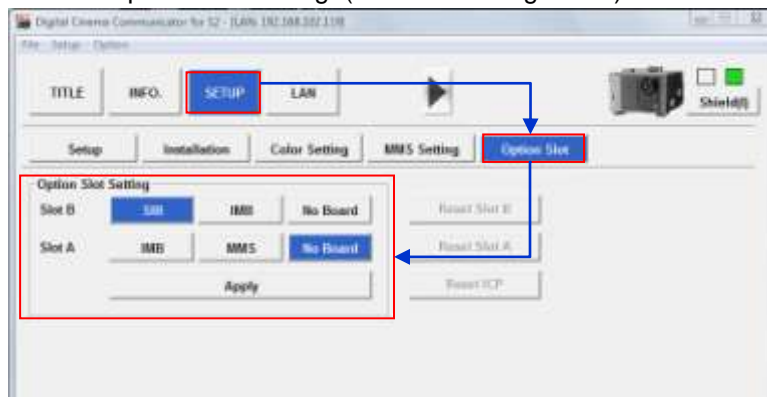 Digital Cinema Communicator for S2 - [LAN: 192.168.102.119]
File Setup Option
TITLE INFO. SETUP LAN Shield(I)
Setup Installation Color Setting MMS Setting Option Slot
Option Slot Setting
Slot B SIB IMB No Board Reset Slot B
Slot A IMB MMS No Board Reset Slot A
Apply Reset ICP